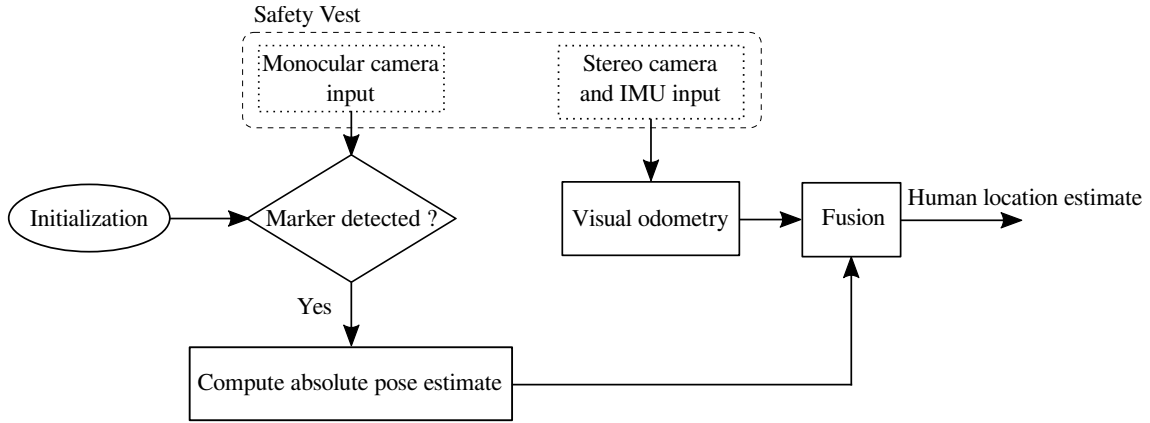 Safety Vest
Monocular camera
input
Stereo camera
and IMU input
Initialization
Marker detected ?
Visual odometry
Fusion
Human location estimate
Yes
Compute absolute pose estimate